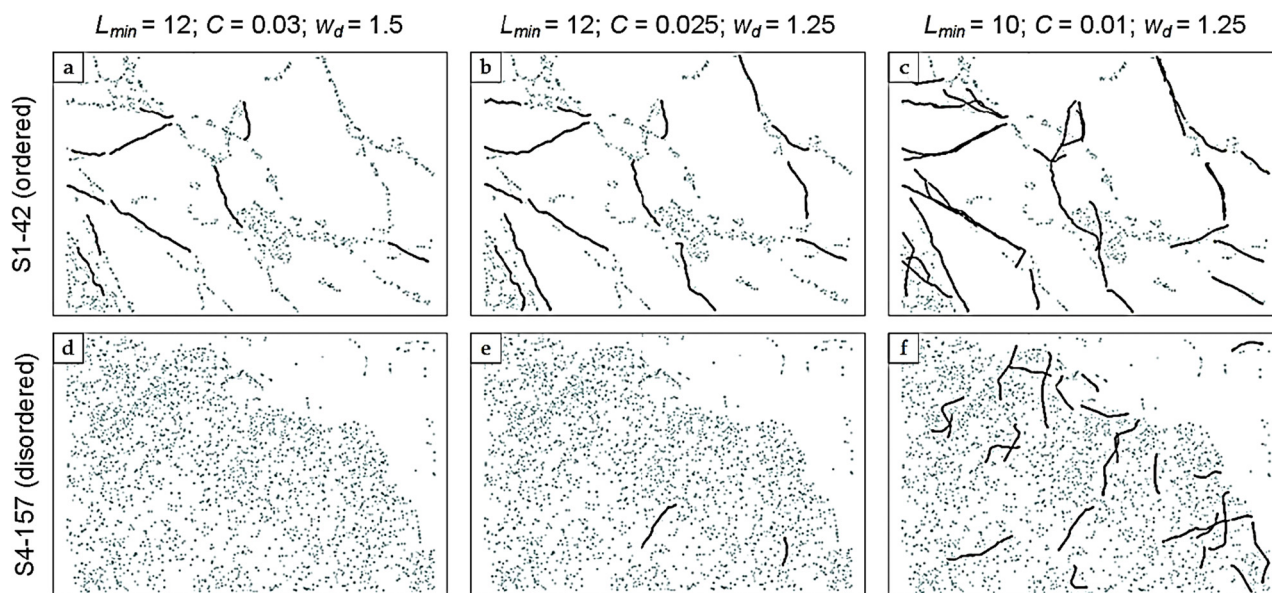 L_min = 12; C = 0.03; w_d = 1.5
L_min = 12; C = 0.025; w_d = 1.25
L_min = 10; C = 0.01; w_d = 1.25
S1-42 (ordered)
a
b
c
S4-157 (disordered)
d
e
f